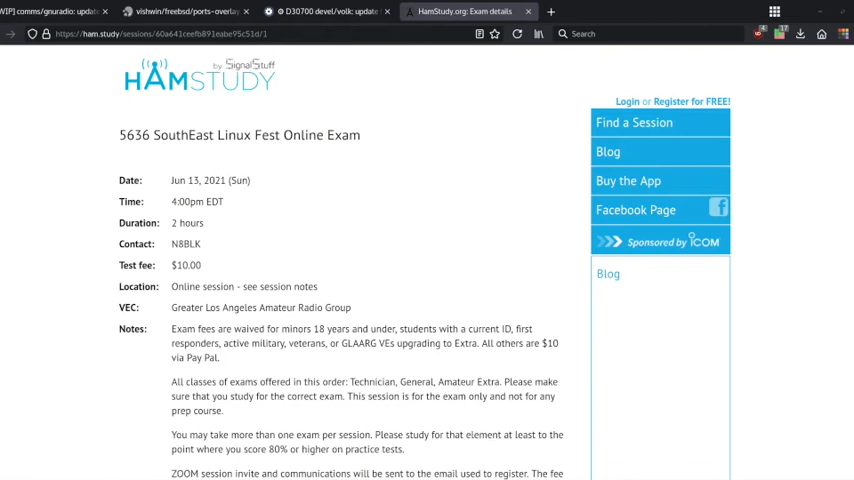 WIP] comms/gnuradio: updat
vishwin/freebsd/ports-overlay
D30700 devel/volk: update
HamStudy.org: Exam details
https://ham.study/sessions/60a641ceefb891eabe95c51d/1
Search
4
17
HAMSTUDY
by SignalStuff
Login or Register for FREE!
5636 SouthEast Linux Fest Online Exam
Find a Session
Blog
Buy the App
Facebook Page
f
Sponsored by ICOM
Blog
Date: Jun 13, 2021 (Sun)
Time: 4:00pm EDT
Duration: 2 hours
Contact: N8BLK
Test fee: $10.00
Location: Online session - see session notes
VEC: Greater Los Angeles Amateur Radio Group
Notes: Exam fees are waived for minors 18 years and under, students with a current ID, first
responders, active military, veterans, or GLAARG VEs upgrading to Extra. All others are $10
via Pay Pal.
All classes of exams offered in this order: Technician, General, Amateur Extra. Please make
sure that you study for the correct exam. This session is for the exam only and not for any
prep course.
You may take more than one exam per session. Please study for that element at least to the
point where you score 80% or higher on practice tests.
ZOOM session invite and communications will be sent to the email used to register. The fee